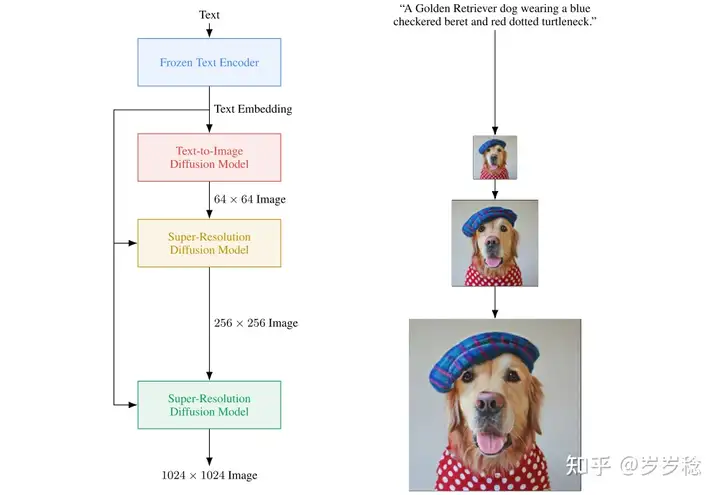 Text
Frozen Text Encoder
Text Embedding
Text-to-Image
Diffusion Model
64 × 64 Image
Super-Resolution
Diffusion Model
256 × 256 Image
Super-Resolution
Diffusion Model
1024 × 1024 Image
“A Golden Retriever dog wearing a blue
checkered beret and red dotted turtleneck.”
知乎 @岁岁稔